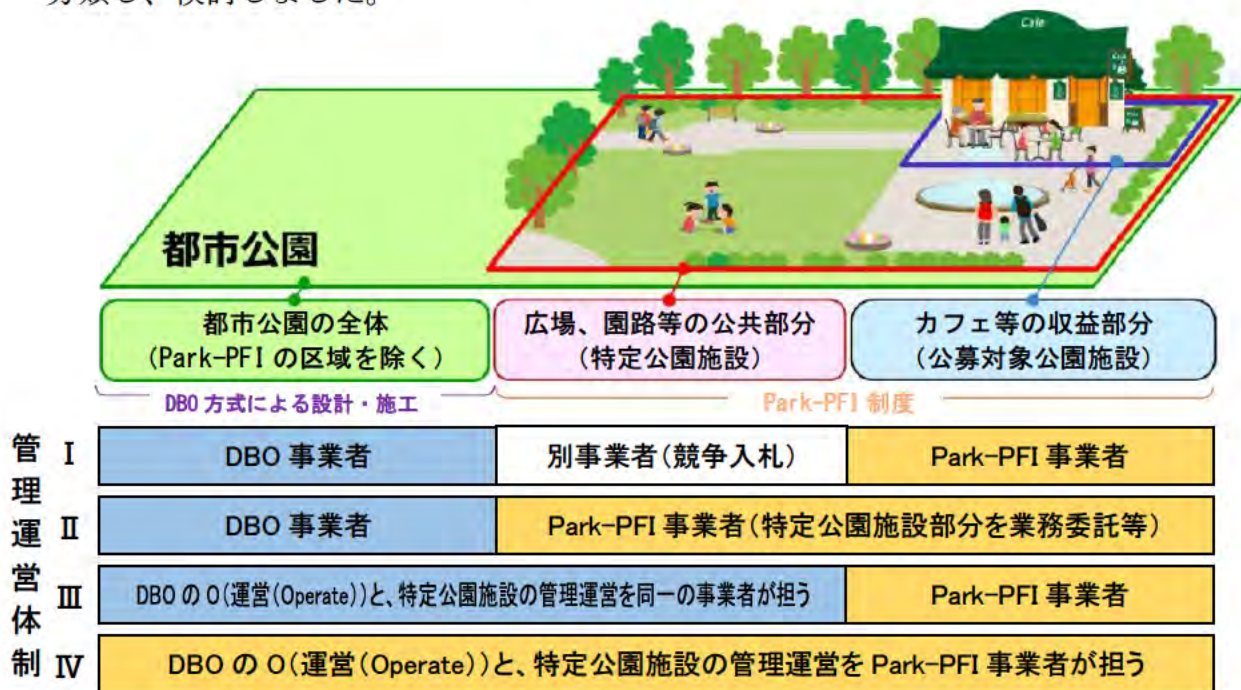 分類し、検討しました。
Cafe
都市公園
都市公園の全体
(Park-PFI の区域を除く)
広場、園路等の公共部分
(特定公園施設)
カフェ等の収益部分
(公募対象公園施設)
DBO 方式による設計・施工
Park-PFI 制度
管理運営体制
Ⅰ
DBO 事業者
別事業者(競争入札)
Park-PFI 事業者
Ⅱ
DBO 事業者
Park-PFI 事業者(特定公園施設部分を業務委託等)
Ⅲ
DBO の O(運営(Operate))と、特定公園施設の管理運営を同一の事業者が担う
Park-PFI 事業者
Ⅳ
DBO の O(運営(Operate))と、特定公園施設の管理運営を Park-PFI 事業者が担う